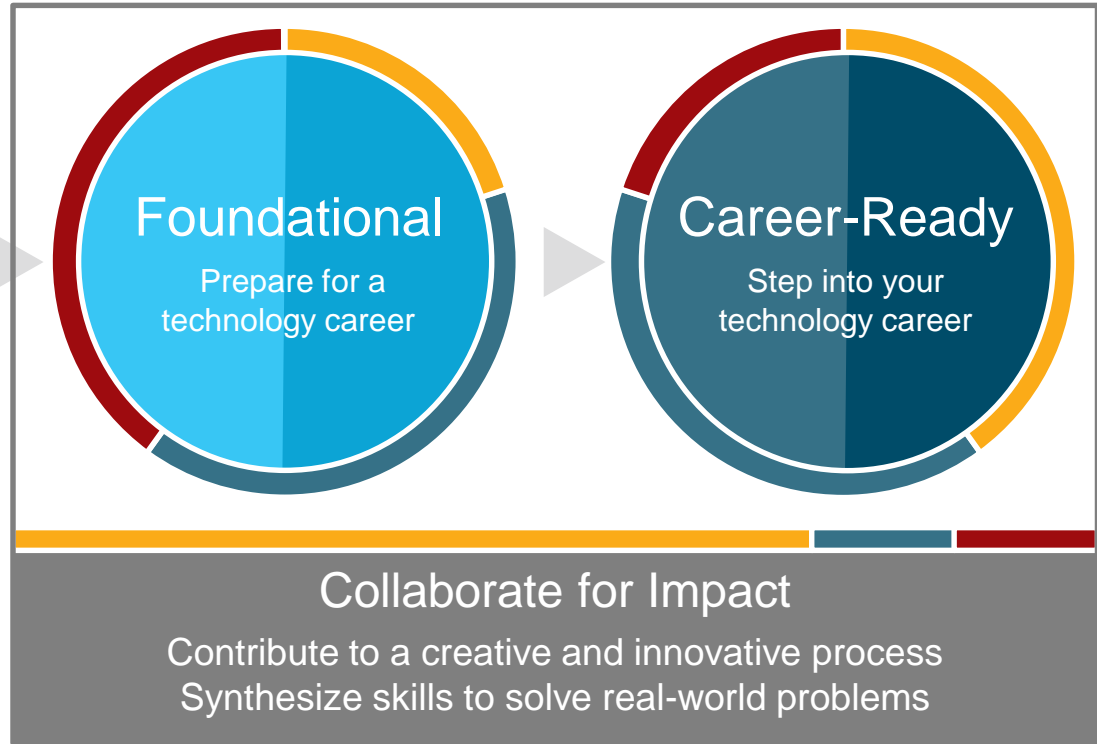 Foundational
Prepare for a
technology career
Career-Ready
Step into your
technology career
Collaborate for Impact
Contribute to a creative and innovative process
Synthesize skills to solve real-world problems